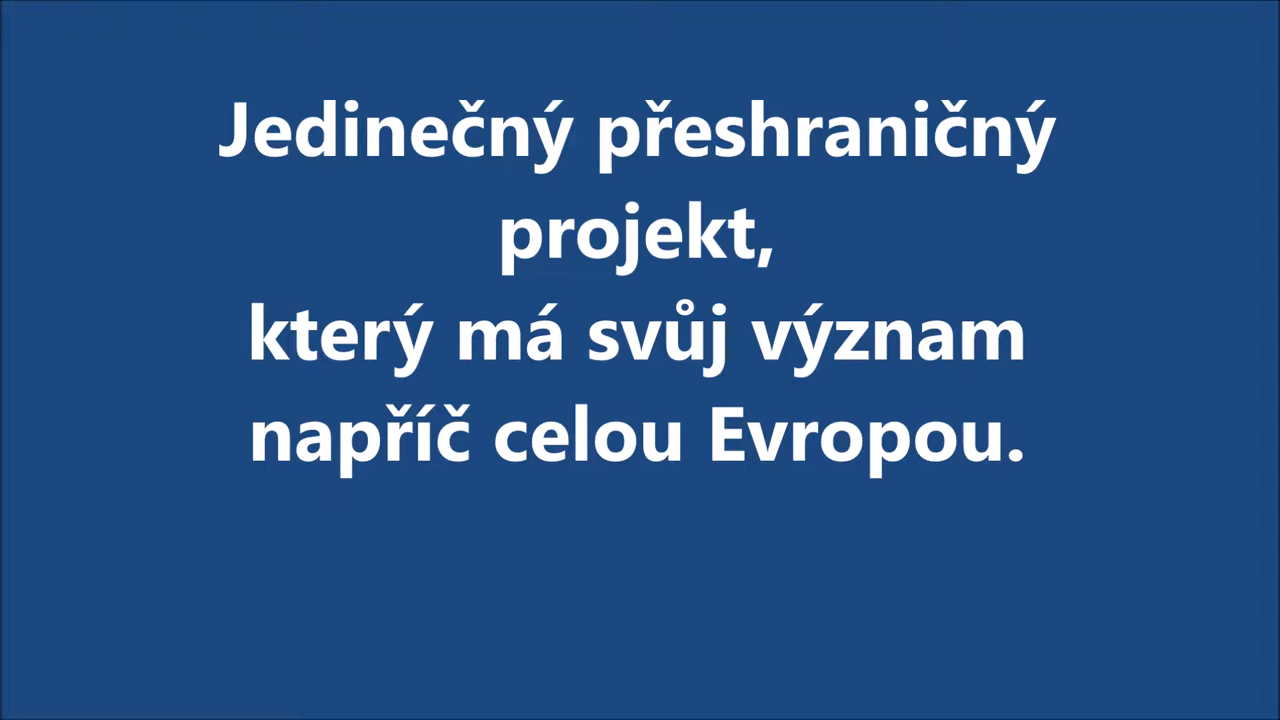 Jedinečný přeshraničný
projekt,
který má svůj význam
napříč celou Evropou.